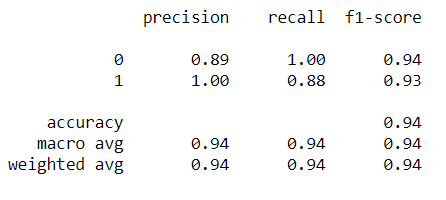 precision recall f1-score
0 0.89 1.00 0.94
1 1.00 0.88 0.93
accuracy 0.94
macro avg 0.94 0.94 0.94
weighted avg 0.94 0.94 0.94